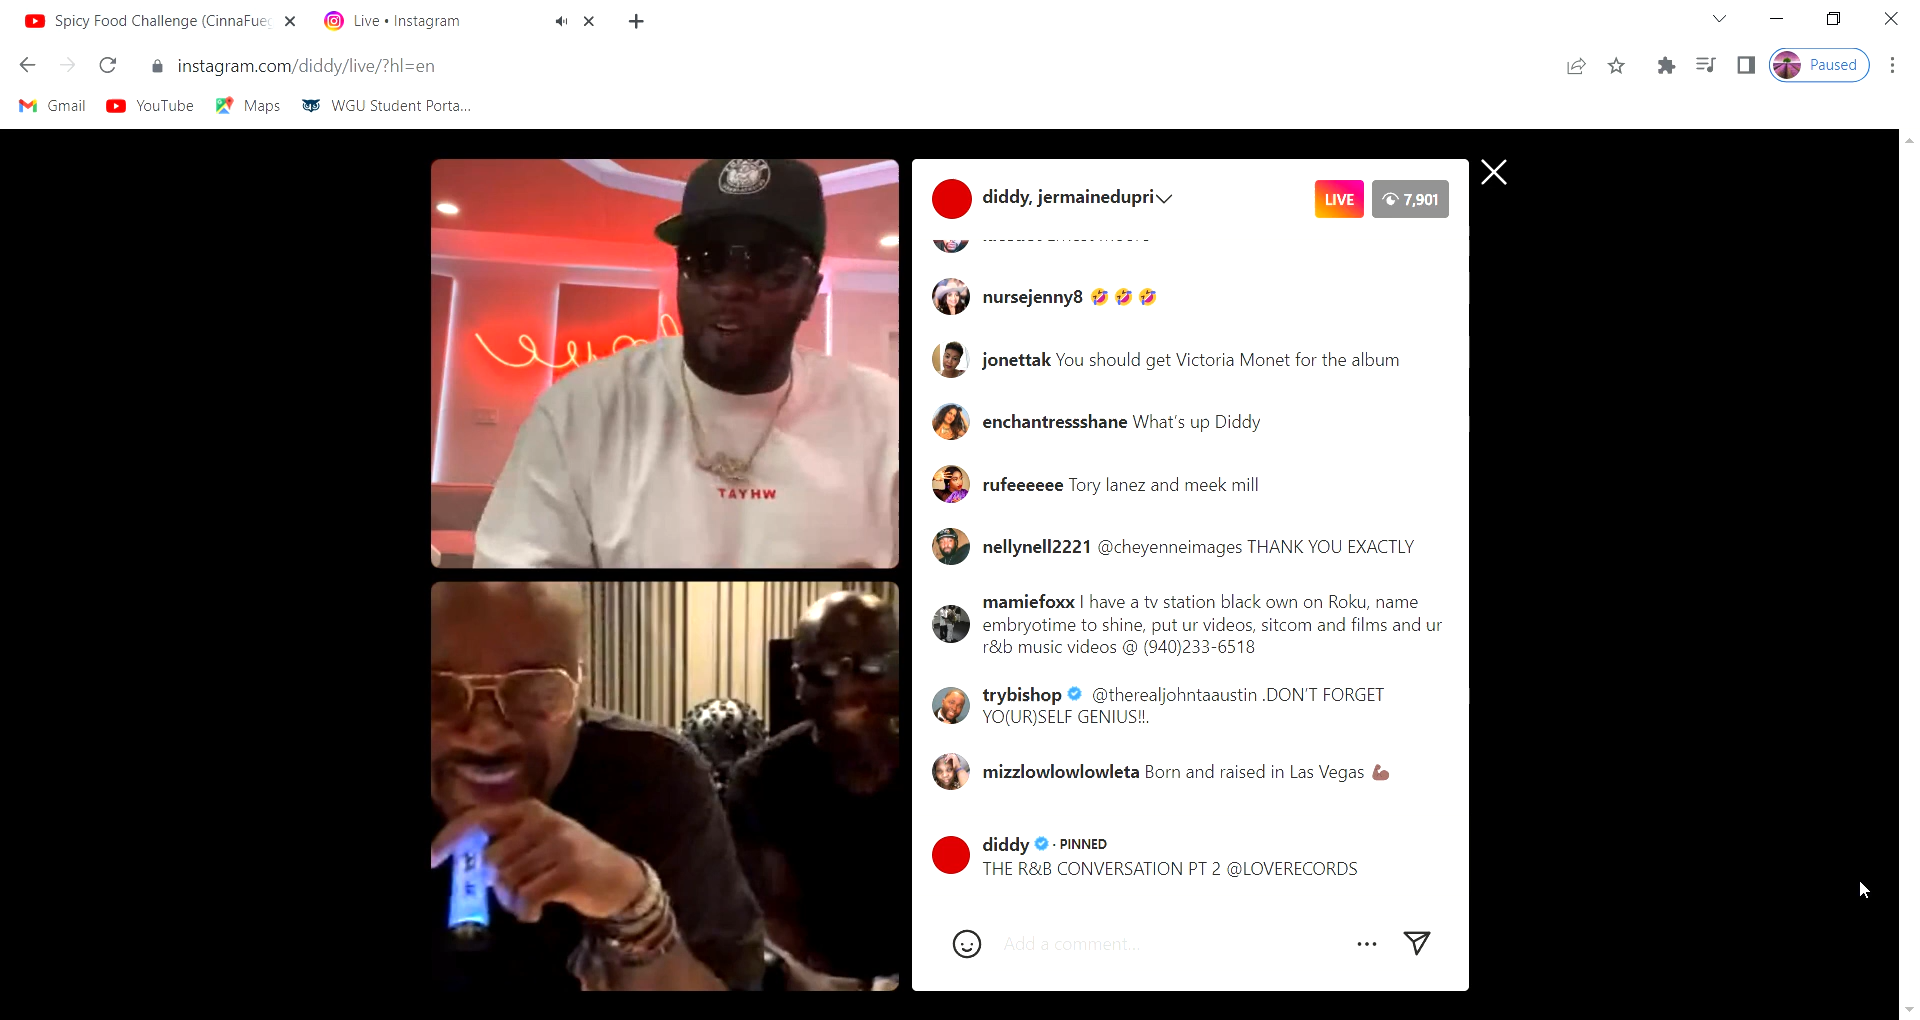 Spicy Food Challenge (CinnaFue
Live • Instagram
instagram.com/diddy/live/?hl=en
Paused
Gmail
YouTube
Maps
WGU Student Porta...
diddy, jermainedupri
LIVE
7,901
nursejenny8 🤣 🤣 🤣
jonettak You should get Victoria Monet for the album
enchantressshane What's up Diddy
rufeeeeee Tory lanez and meek mill
nellynell2221 @cheyenneimages THANK YOU EXACTLY
mamiefoxx I have a tv station black own on Roku, name
embryotime to shine, put ur videos, sitcom and films and ur
r&b music videos @ (940)233-6518
trybishop @therealjohntaaustin .DON'T FORGET
YO(UR)SELF GENIUS!!.
mizzlowlowlowleta Born and raised in Las Vegas 💪🏾
diddy · PINNED
THE R&B CONVERSATION PT 2 @LOVERECORDS
Add a comment...
TAYHW